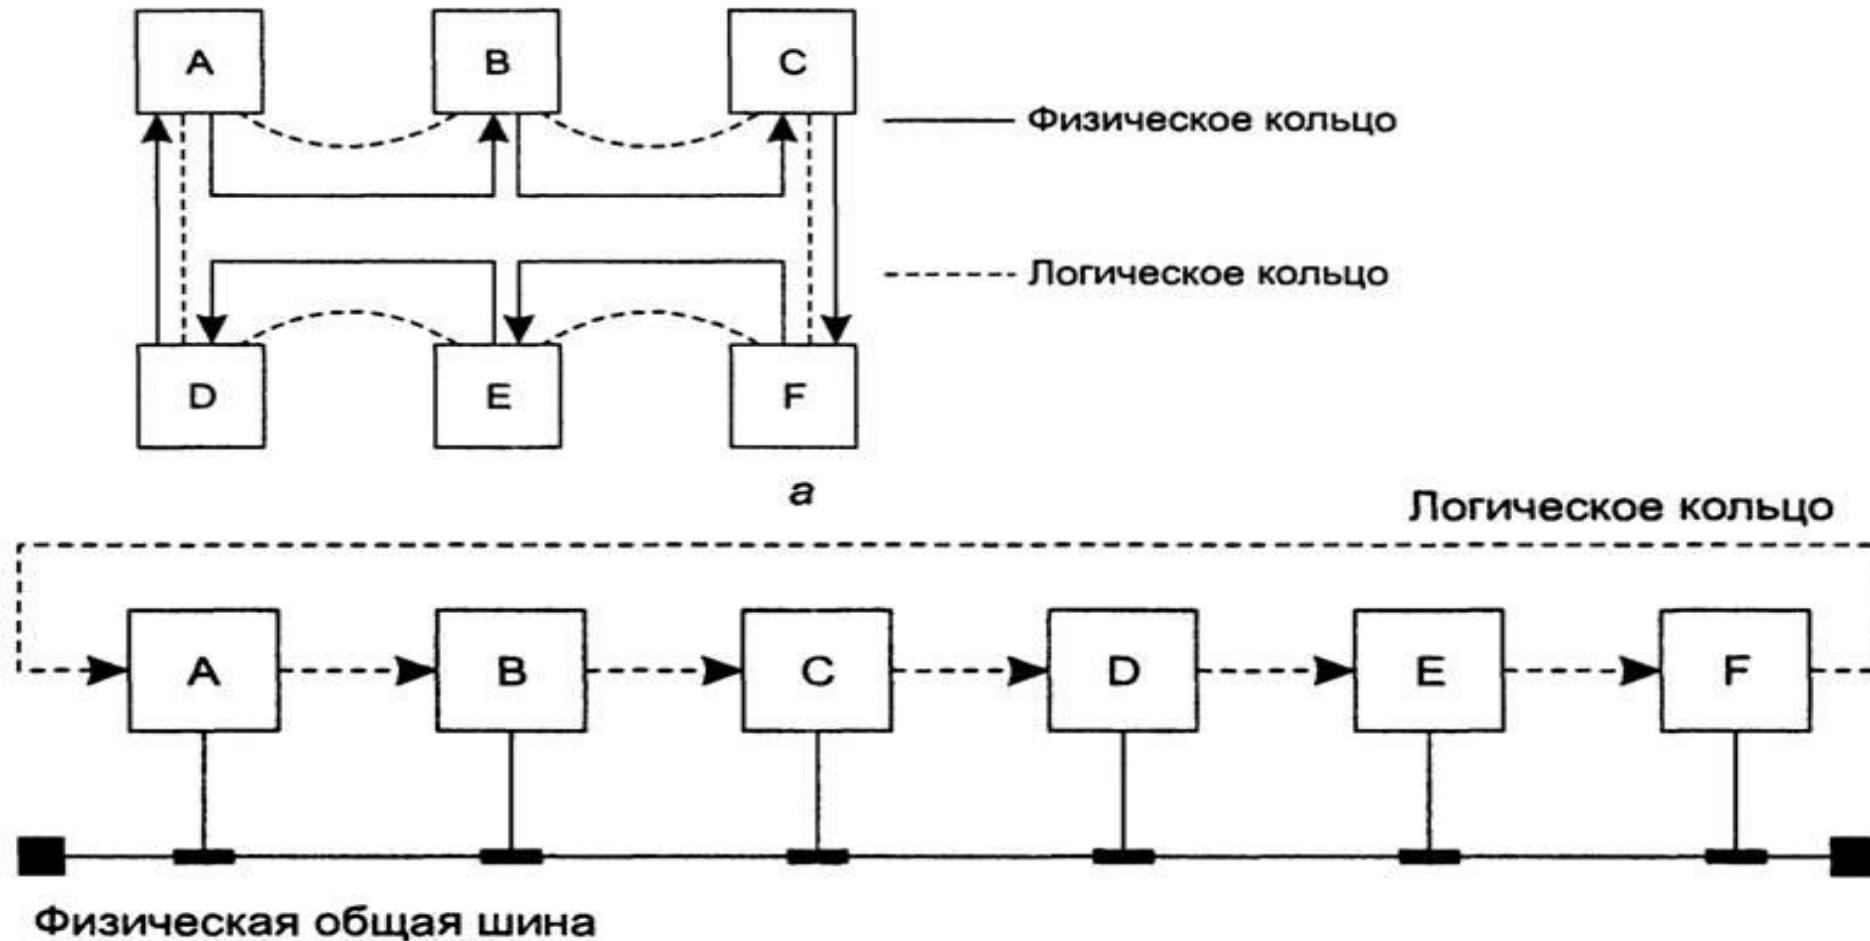 A B C
Физическое кольцо
Логическое кольцо
D E F
а
Логическое кольцо
A B C D E F
Физическая общая шина